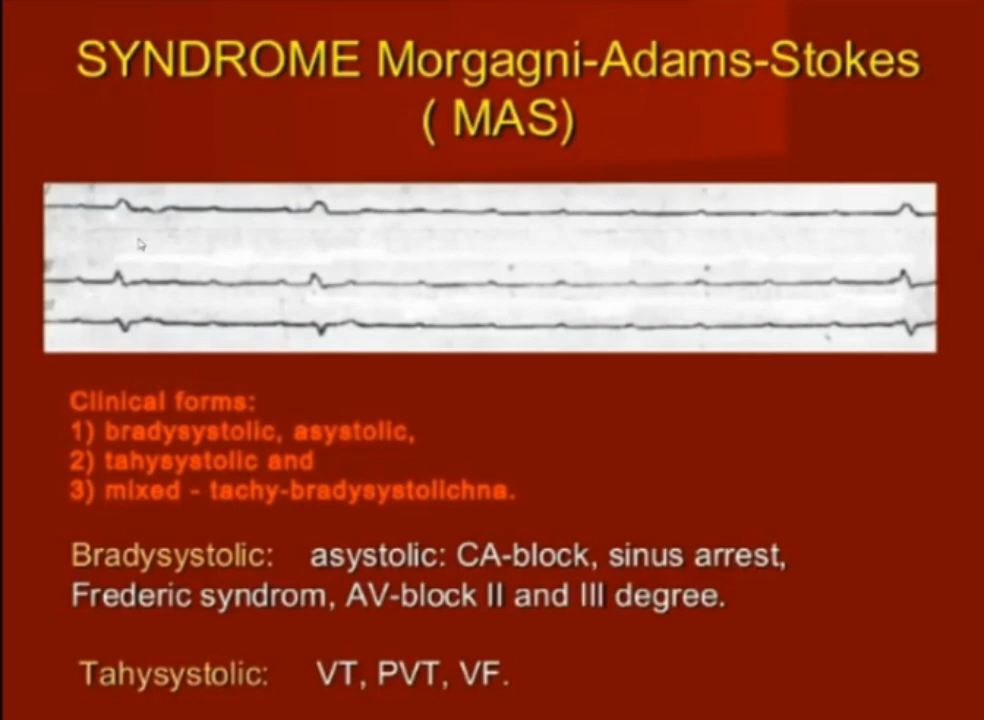 SYNDROME Morgagni-Adams-Stokes
( MAS)
Clinical forms:
1) bradysystolic, asystolic,
2) tahysystolic and
3) mixed - tachy-bradysystolichna.
Bradysystolic: asystolic: CA-block, sinus arrest,
Frederic syndrom, AV-block II and III degree.
Tahysystolic: VT, PVT, VF.